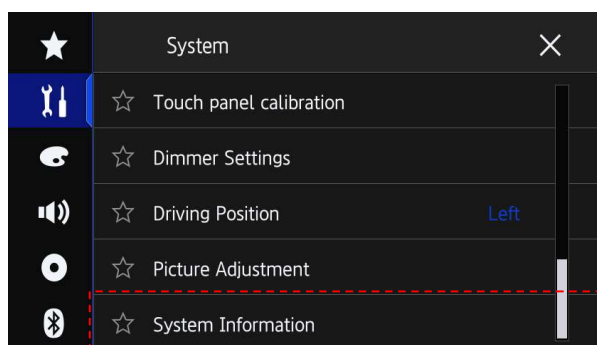 System
Touch panel calibration
Dimmer Settings
Driving Position Left
Picture Adjustment
System Information